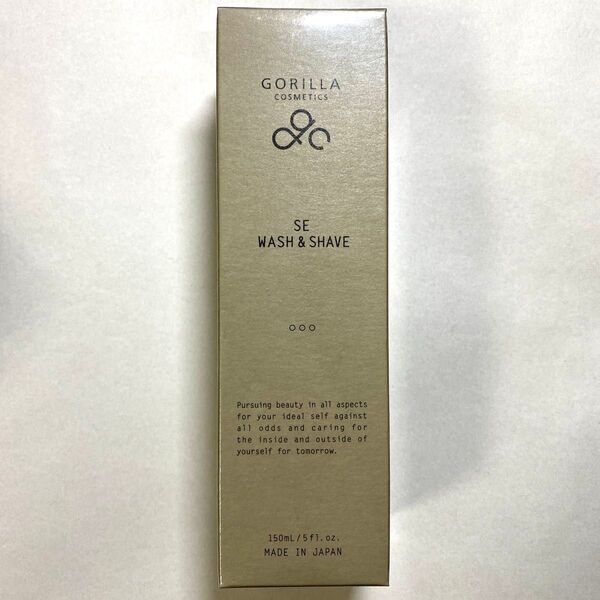 GORILLA
COSMETICS
SE
WASH & SHAVE
Pursuing beauty in all aspects
for your ideal self against
all odds and caring for
the inside and outside of
yourself for tomorrow.
150mL/5fl.oz.
MADE IN JAPAN